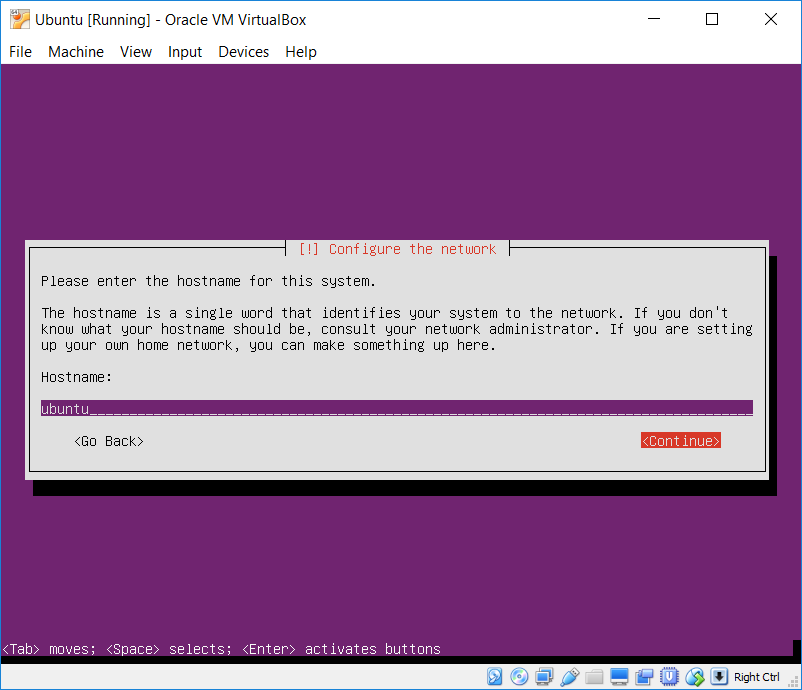 Ubuntu [Running] - Oracle VM VirtualBox
File Machine View Input Devices Help
[!] Configure the network
Please enter the hostname for this system.
The hostname is a single word that identifies your system to the network. If you don't
know what your hostname should be, consult your network administrator. If you are setting
up your own home network, you can make something up here.
Hostname:
ubuntu
<Go Back> <Continue>
<Tab> moves; <Space> selects; <Enter> activates buttons
Right Ctrl